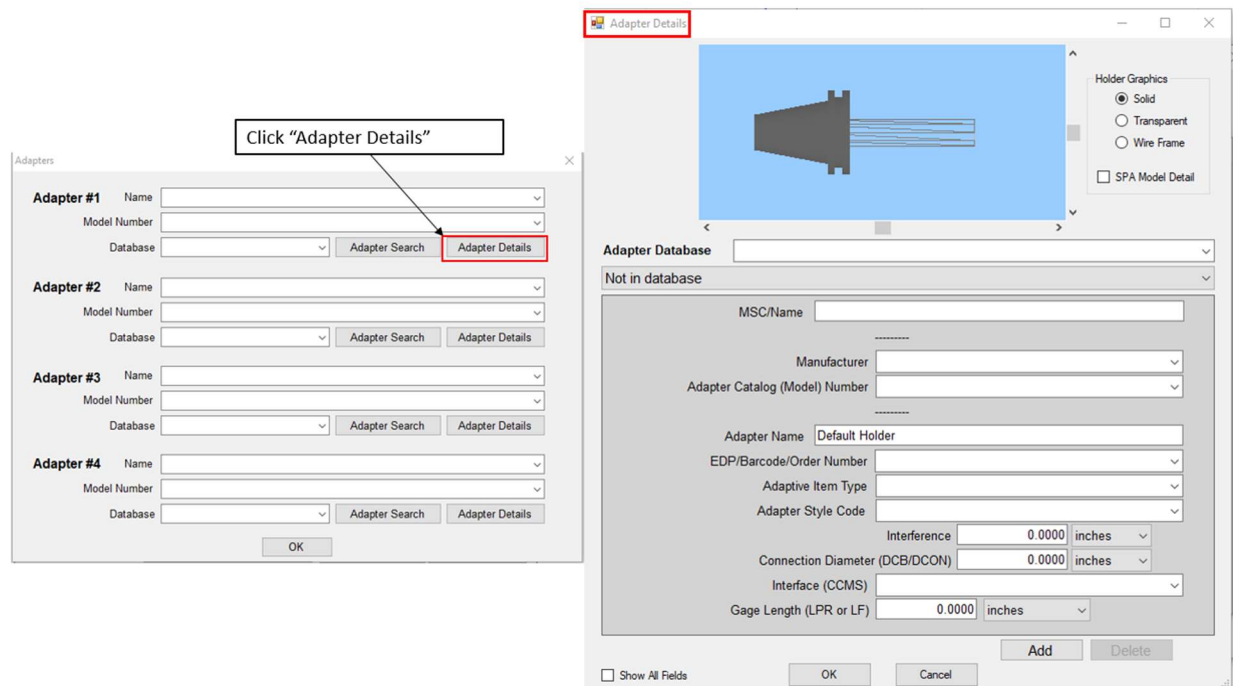 Click “Adapter Details”
Adapters
Adapter #1 Name
Model Number
Database Adapter Search Adapter Details
Adapter #2 Name
Model Number
Database Adapter Search Adapter Details
Adapter #3 Name
Model Number
Database Adapter Search Adapter Details
Adapter #4 Name
Model Number
Database Adapter Search Adapter Details
OK
Adapter Details
Holder Graphics
Solid
Transparent
Wire Frame
SPA Model Detail
Adapter Database
Not in database
MSC/Name
---------
Manufacturer
Adapter Catalog (Model) Number
---------
Adapter Name Default Holder
EDP/Barcode/Order Number
Adaptive Item Type
Adapter Style Code
Interference 0.0000 inches
Connection Diameter (DCB/DCON) 0.0000 inches
Interface (CCMS)
Gage Length (LPR or LF) 0.0000 inches
Add Delete
Show All Fields OK Cancel